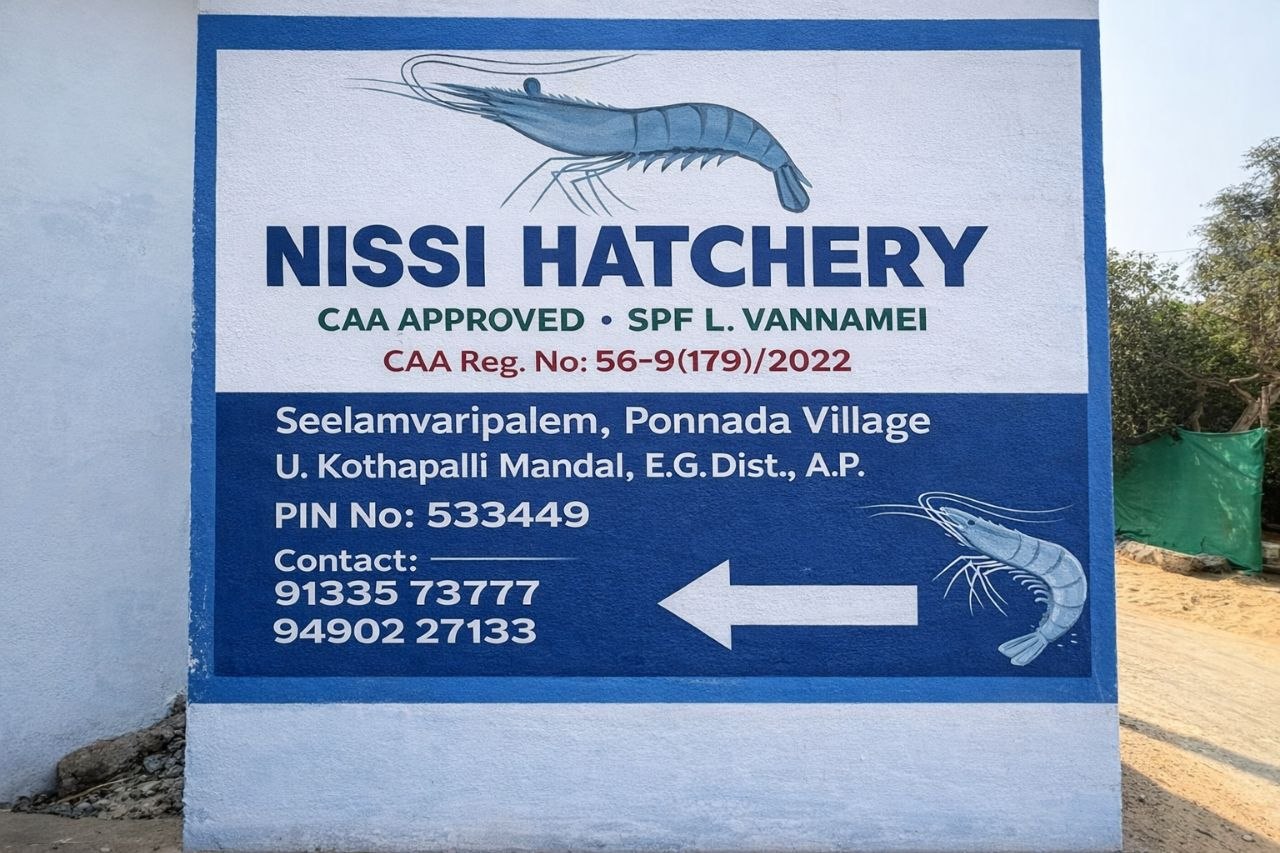 NISSI HATCHERY
CAA APPROVED • SPF L. VANNAMEI
CAA Reg. No: 56-9(179)/2022
Seelamvaripalem, Ponnada Village
U. Kothapalli Mandal, E.G.Dist., A.P.
PIN No: 533449
Contact:
91335 73777
94902 27133